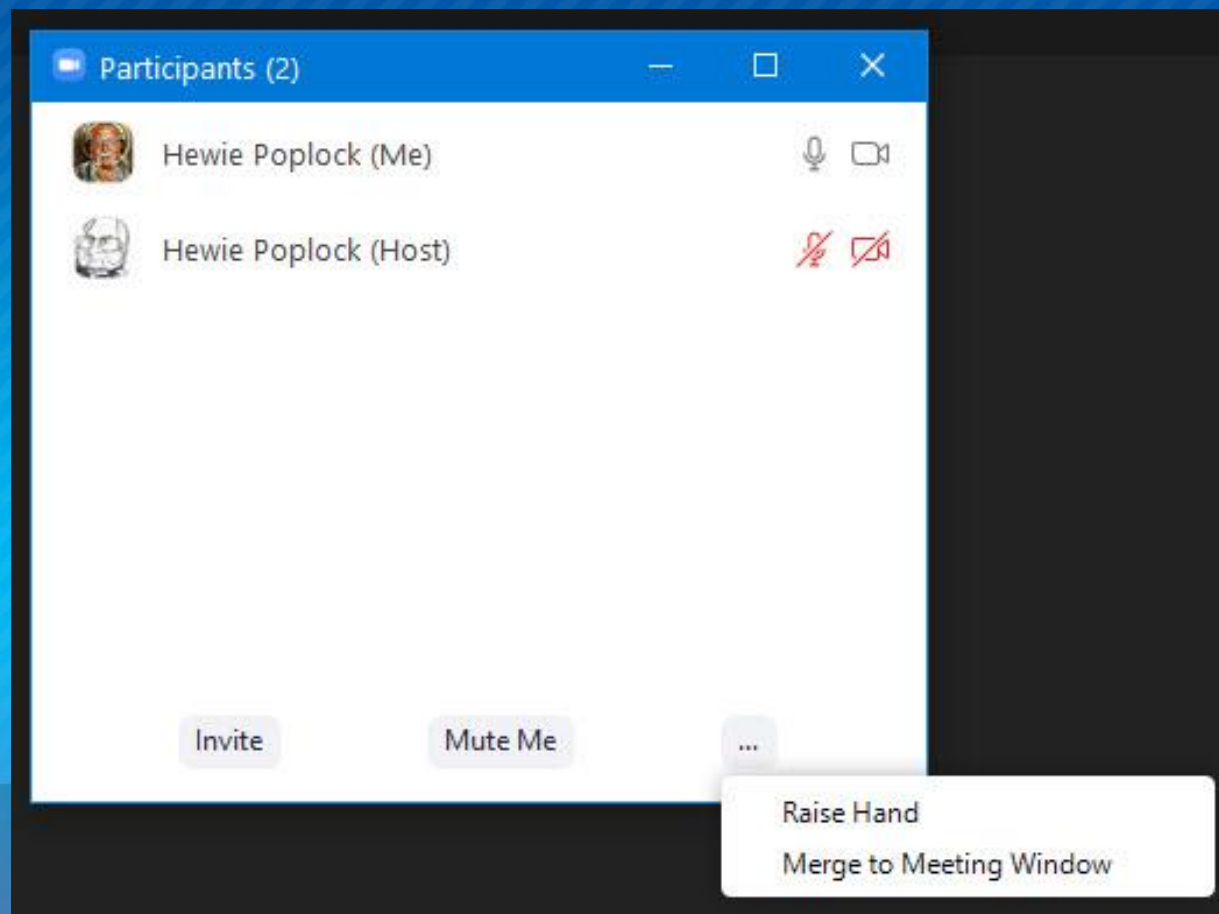 Participants (2)
Hewie Poplock (Me)
Hewie Poplock (Host)
Invite Mute Me ...
Raise Hand
Merge to Meeting Window